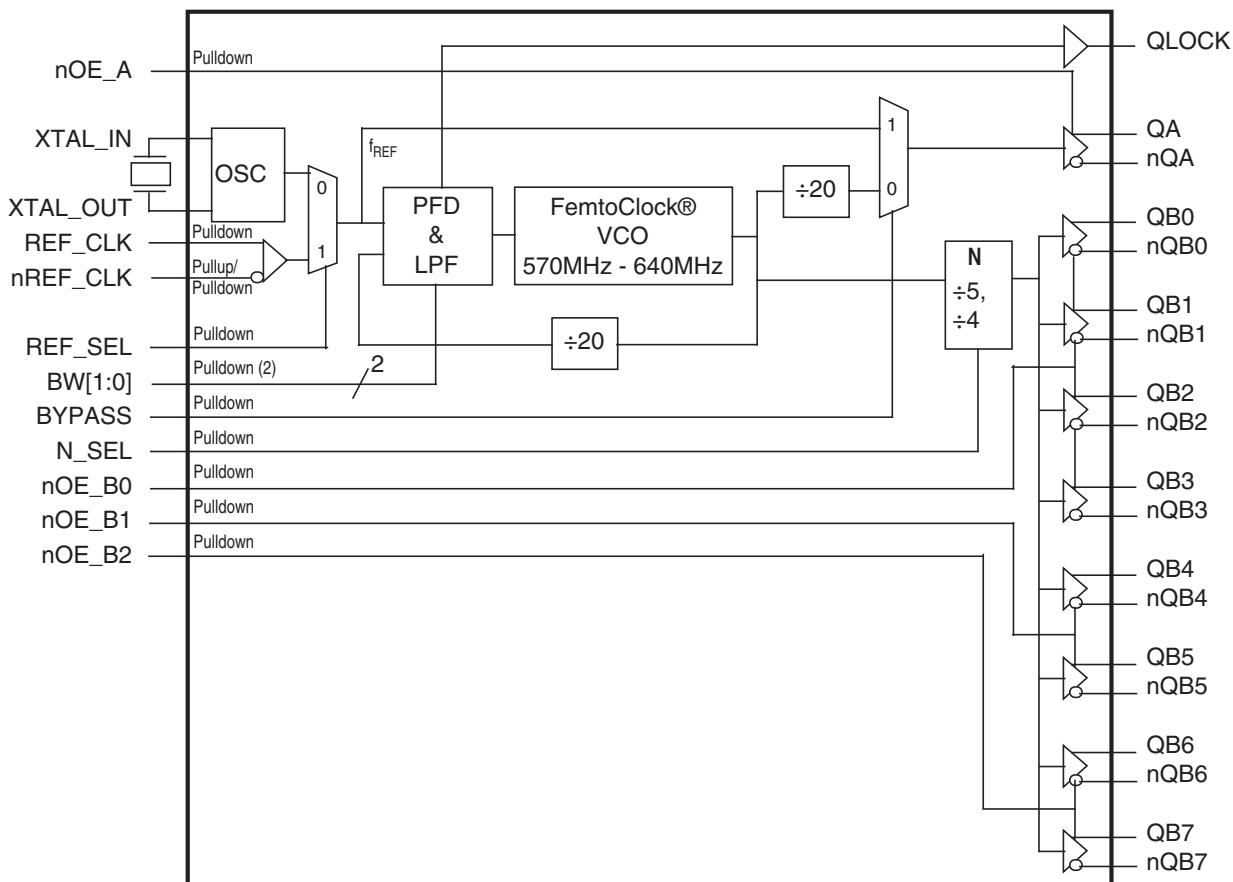 QLOCK
Pulldown
nOE_A
XTAL_IN
OSC
XTAL_OUT
REF_CLK
Pulldown
nREF_CLK
Pullup/
Pulldown
0
1
fREF
PFD
&
LPF
FemtoClock®
VCO
570MHz - 640MHz
÷20
÷20
1
0
N
÷5,
÷4
REF_SEL
Pulldown
BW[1:0]
Pulldown (2)
2
BYPASS
Pulldown
N_SEL
Pulldown
nOE_B0
Pulldown
nOE_B1
Pulldown
nOE_B2
Pulldown
QA
nQA
QB0
nQB0
QB1
nQB1
QB2
nQB2
QB3
nQB3
QB4
nQB4
QB5
nQB5
QB6
nQB6
QB7
nQB7